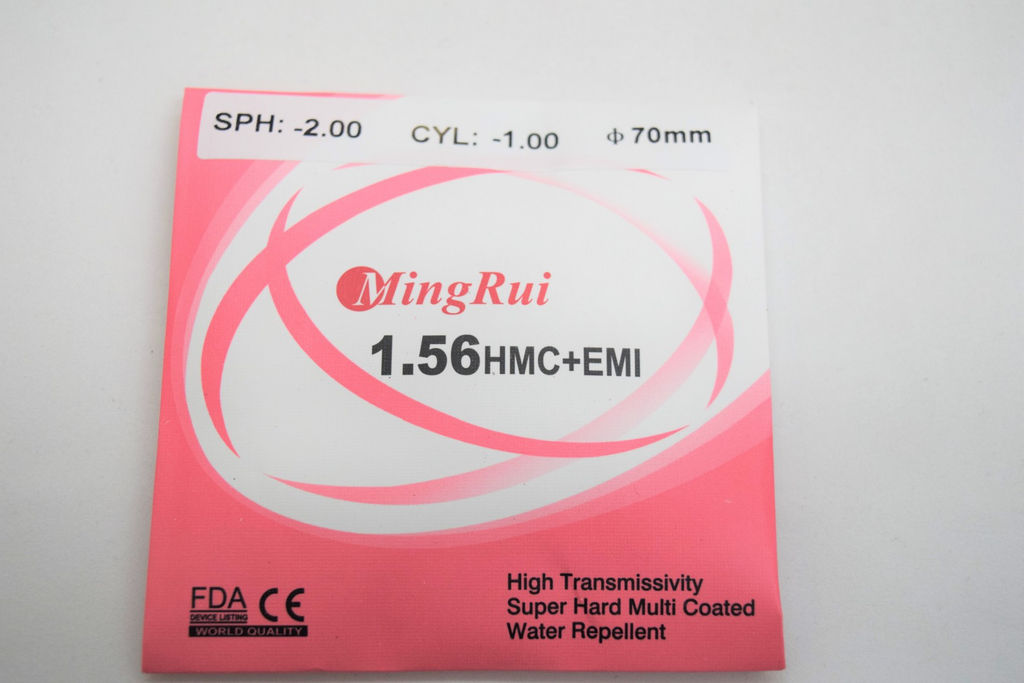 SPH: -2.00 CYL: -1.00 ϕ 70mm
MingRui
1.56HMC+EMI
FDA CE
DEVICE LISTING
WORLD QUALITY
High Transmissivity
Super Hard Multi Coated
Water Repellent